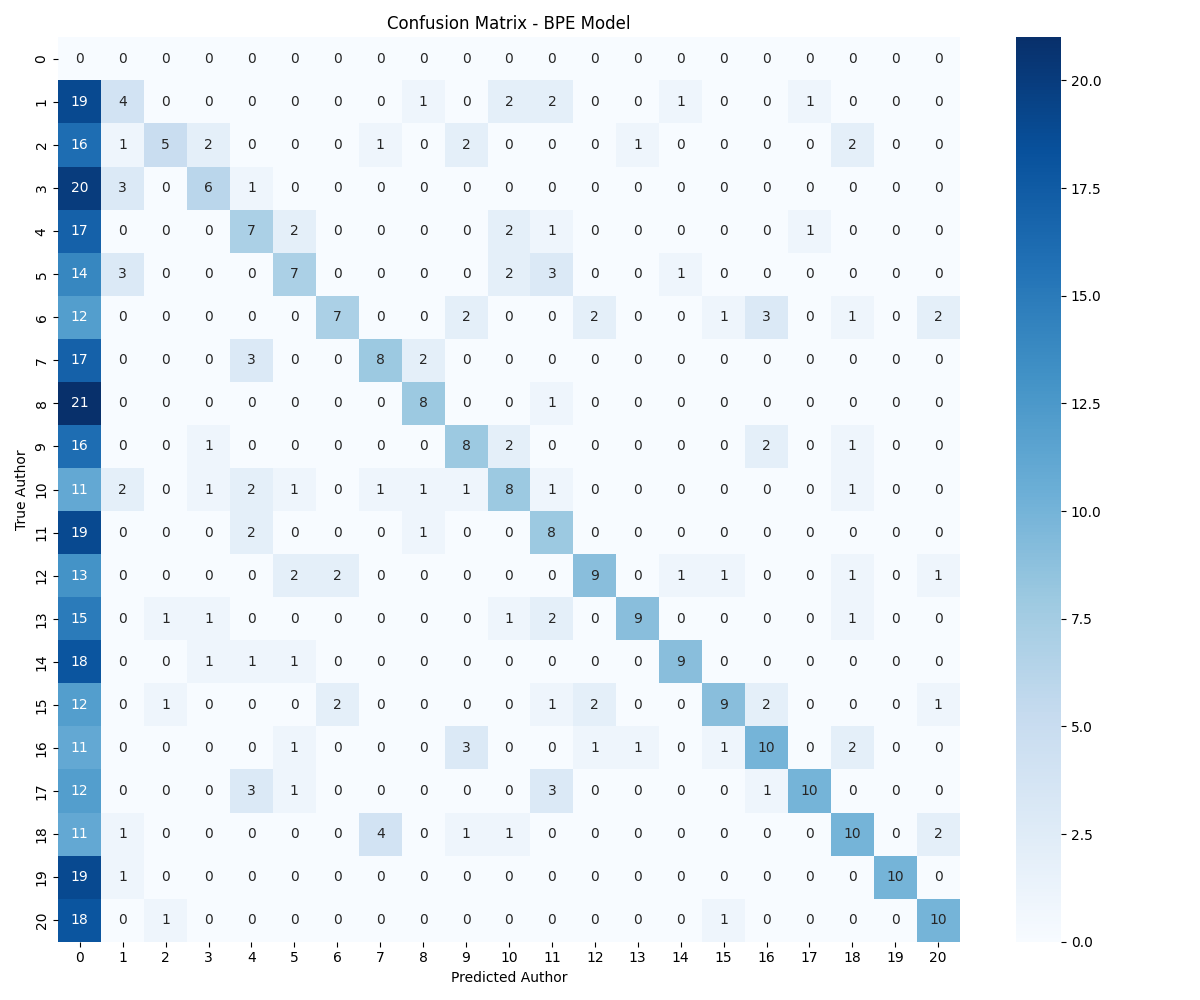 Confusion Matrix - BPE Model
0 0 0 0 0 0 0 0 0 0 0 0 0 0 0 0 0 0 0 0 0 0
1 19 4 0 0 0 0 0 0 1 0 2 2 0 0 1 0 0 1 0 0 0
2 16 1 5 2 0 0 0 1 0 2 0 0 0 1 0 0 0 0 2 0 0
3 20 3 0 6 1 0 0 0 0 0 0 0 0 0 0 0 0 0 0 0 0
4 17 0 0 0 7 2 0 0 0 0 2 1 0 0 0 0 0 1 0 0 0
5 14 3 0 0 0 7 0 0 0 0 2 3 0 0 1 0 0 0 0 0 0
6 12 0 0 0 0 0 7 0 0 2 0 0 2 0 0 1 3 0 1 0 2
7 17 0 0 0 3 0 0 8 2 0 0 0 0 0 0 0 0 0 0 0 0
8 21 0 0 0 0 0 0 0 8 0 0 1 0 0 0 0 0 0 0 0 0
9 16 0 0 1 0 0 0 0 0 8 2 0 0 0 0 0 2 0 1 0 0
10 11 2 0 1 2 1 0 1 1 1 8 1 0 0 0 0 0 0 1 0 0
11 19 0 0 0 2 0 0 0 1 0 0 8 0 0 0 0 0 0 0 0 0
12 13 0 0 0 0 2 2 0 0 0 0 0 9 0 1 1 0 0 1 0 1
13 15 0 1 1 0 0 0 0 0 0 1 2 0 9 0 0 0 0 1 0 0
14 18 0 0 1 1 1 0 0 0 0 0 0 0 0 9 0 0 0 0 0 0
15 12 0 1 0 0 0 2 0 0 0 0 1 2 0 0 9 2 0 0 0 1
16 11 0 0 0 0 1 0 0 0 3 0 0 1 1 0 1 10 0 2 0 0
17 12 0 0 0 3 1 0 0 0 0 0 3 0 0 0 0 1 10 0 0 0
18 11 1 0 0 0 0 0 4 0 1 1 0 0 0 0 0 0 0 10 0 2
19 19 1 0 0 0 0 0 0 0 0 0 0 0 0 0 0 0 0 0 10 0
20 18 0 1 0 0 0 0 0 0 0 0 0 0 0 0 1 0 0 0 0 10
0 1 2 3 4 5 6 7 8 9 10 11 12 13 14 15 16 17 18 19 20
Predicted Author
True Author
20.0
17.5
15.0
12.5
10.0
7.5
5.0
2.5
0.0